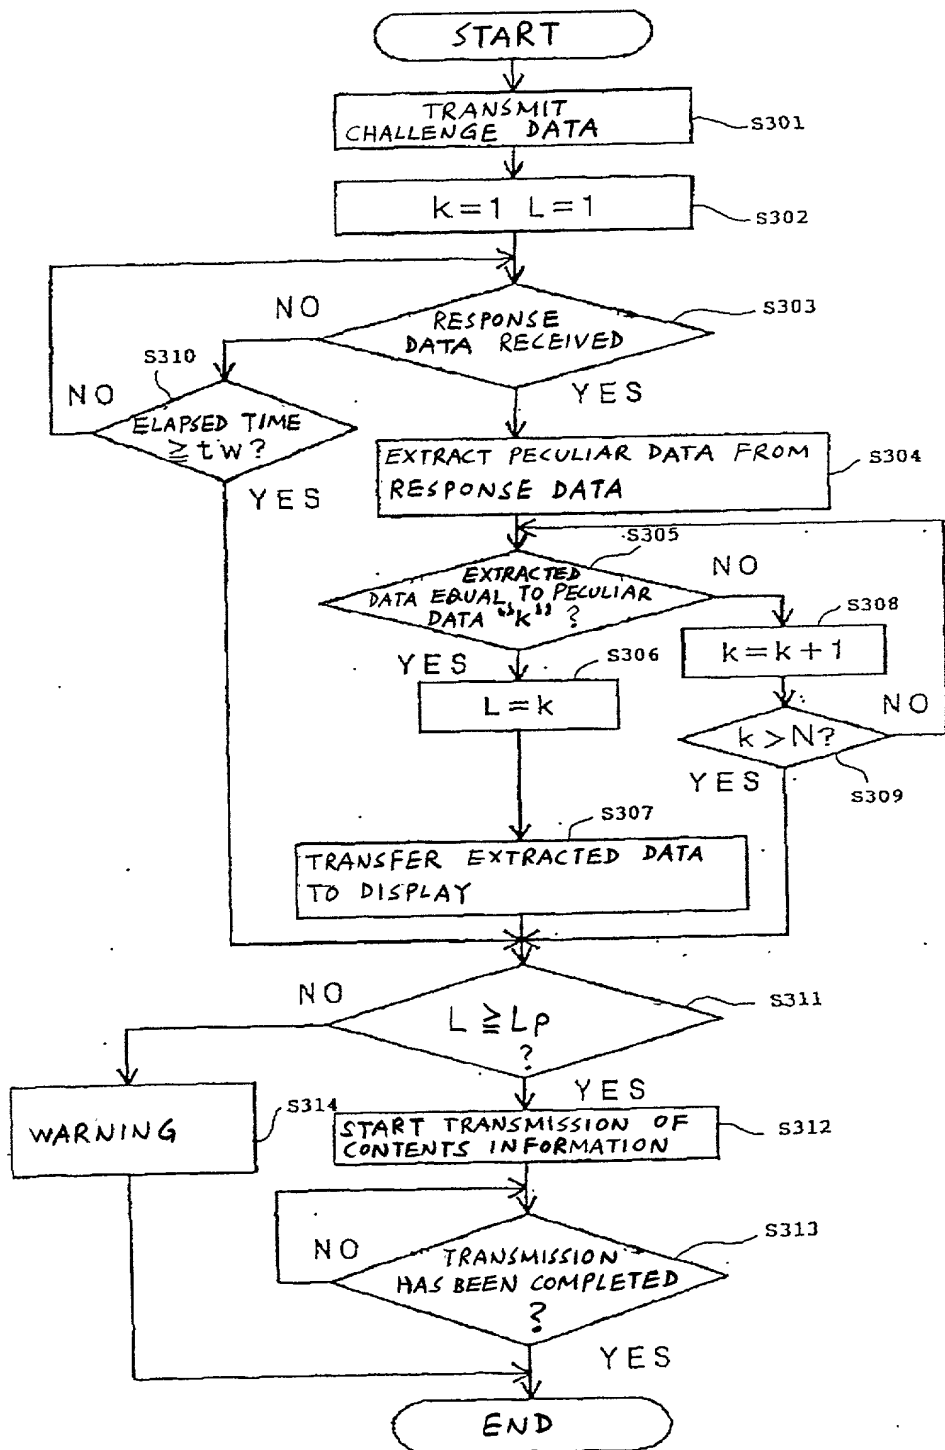 START
TRANSMIT
CHALLENGE DATA
S301
k=1 L=1
S302
NO
RESPONSE
DATA RECEIVED
S303
YES
S310
NO
ELAPSED TIME
≧tw?
YES
EXTRACT PECULIAR DATA FROM
RESPONSE DATA
S304
S305
EXTRACTED
DATA EQUAL TO PECULIAR
DATA "k" ?
NO
YES
S306
L=k
S308
k=k+1
NO
k>N?
YES
S309
S307
TRANSFER EXTRACTED DATA
TO DISPLAY
NO
L≧Lp
?
S311
YES
WARNING
S314
START TRANSMISSION OF
CONTENTS INFORMATION
S312
NO
TRANSMISSION
HAS BEEN COMPLETED
?
S313
YES
END